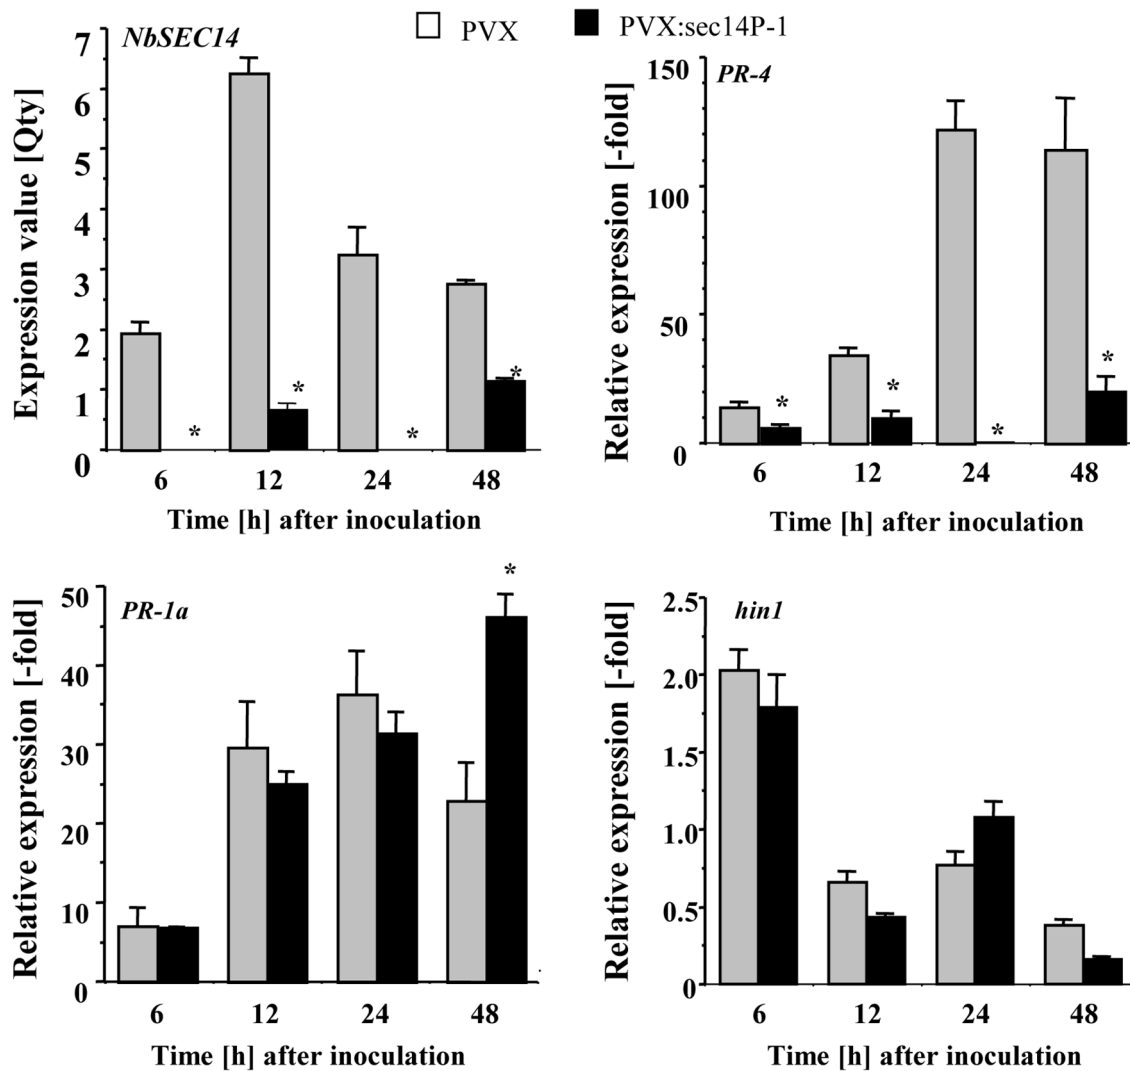 PVX
PVX:sec14P-1
NbSEC14
Expression value [Qty]
7
6
5
4
3
2
1
0
*
*
*
*
6 12 24 48
Time [h] after inoculation
PR-4
Relative expression [-fold]
150
100
50
0
*
*
*
*
6 12 24 48
Time [h] after inoculation
PR-1a
Relative expression [-fold]
50
40
30
20
10
0
*
6 12 24 48
Time [h] after inoculation
hin1
Relative expression [-fold]
2.5
2.0
1.5
1.0
0.5
0
6 12 24 48
Time [h] after inoculation